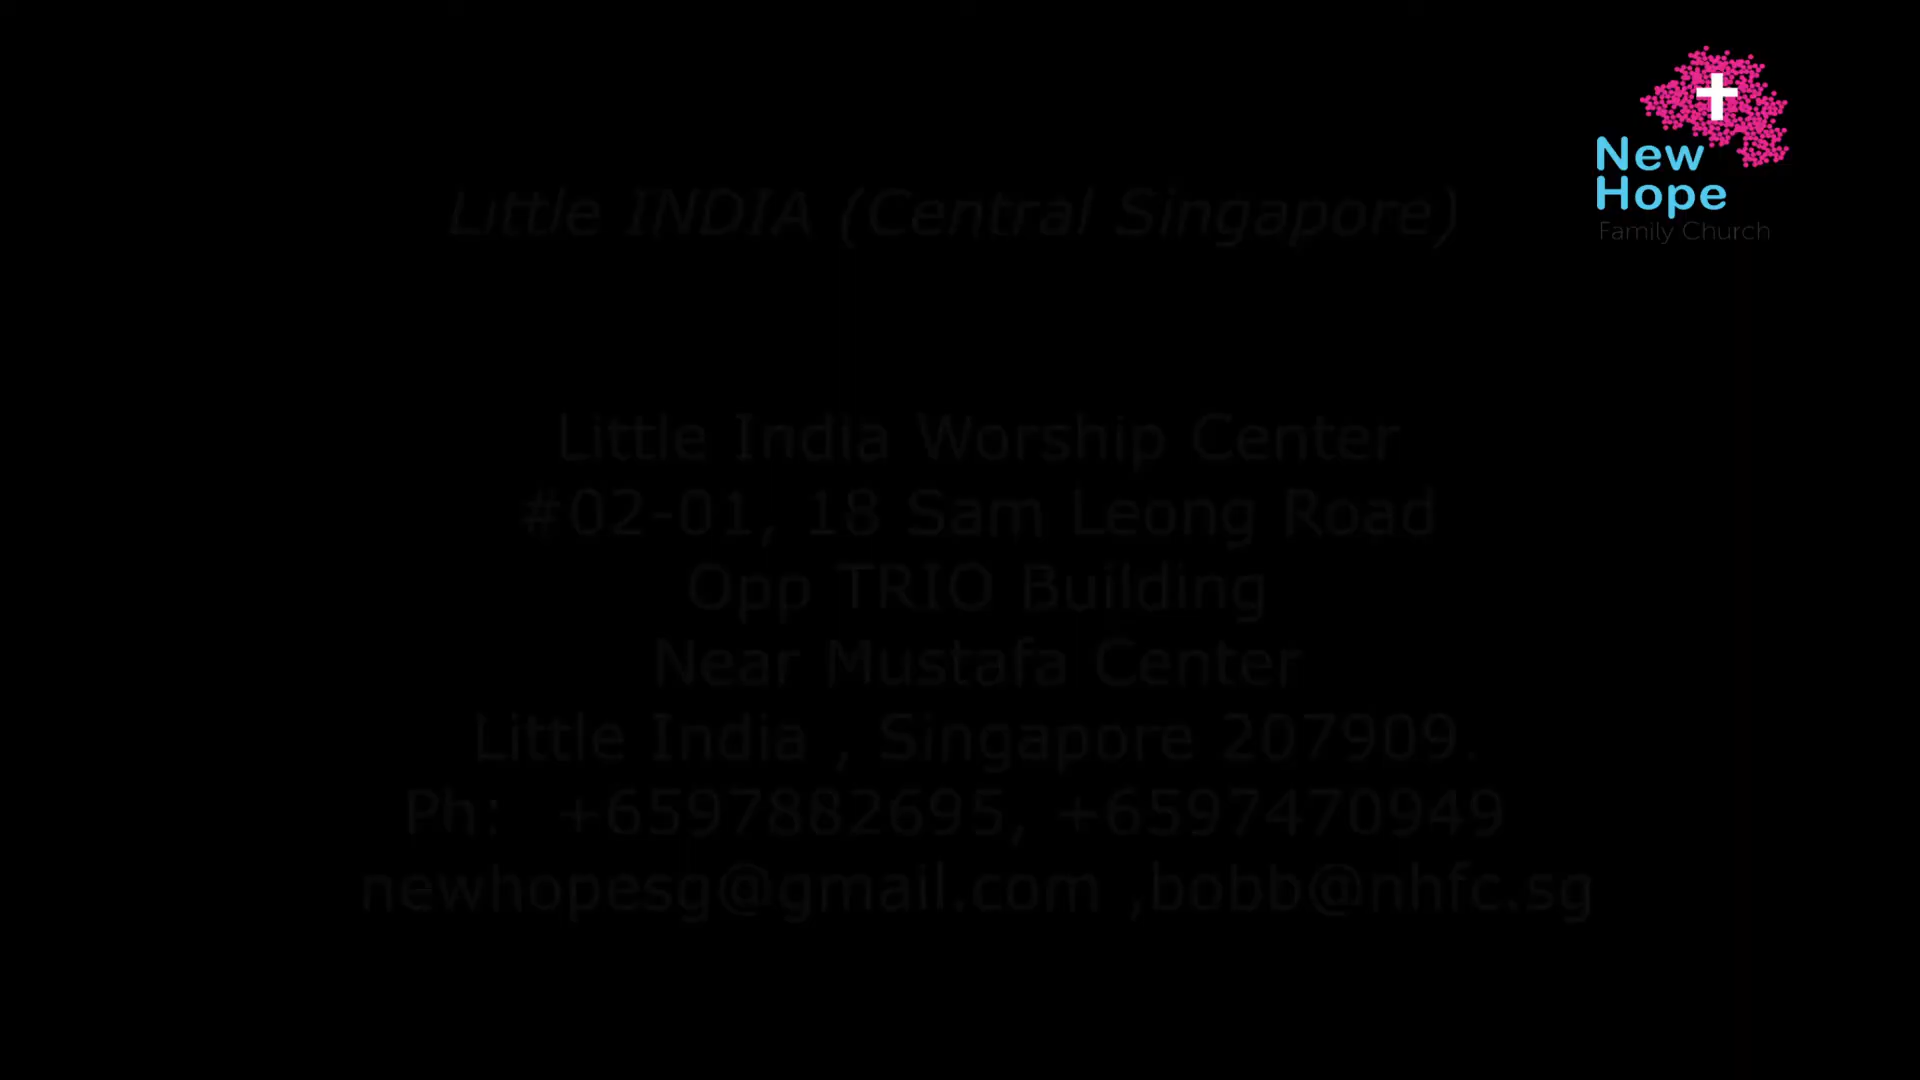 New
Hope
Family Church
Little INDIA (Central Singapore)
Little India Worship Center
#02-01, 18 Sam Leong Road
Opp TRIO Building
Near Mustafa Center
Little India , Singapore 207909.
Ph: +6597882695, +6597470949
newhopesg@gmail.com ,bobb@nhfc.sg